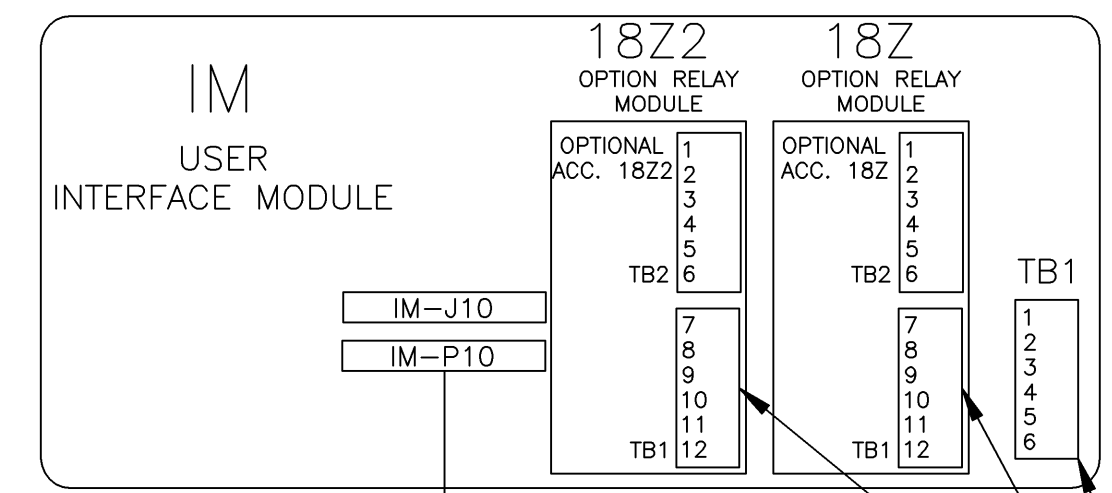 IM
USER
INTERFACE MODULE
IM-J10
IM-P10
18Z2
OPTION RELAY
MODULE
OPTIONAL
ACC. 18Z2
1
2
3
4
5
TB2 6
7
8
9
10
11
TB1 12
18Z
OPTION RELAY
MODULE
OPTIONAL
ACC. 18Z
1
2
3
4
5
TB2 6
7
8
9
10
11
TB1 12
TB1
1
2
3
4
5
6